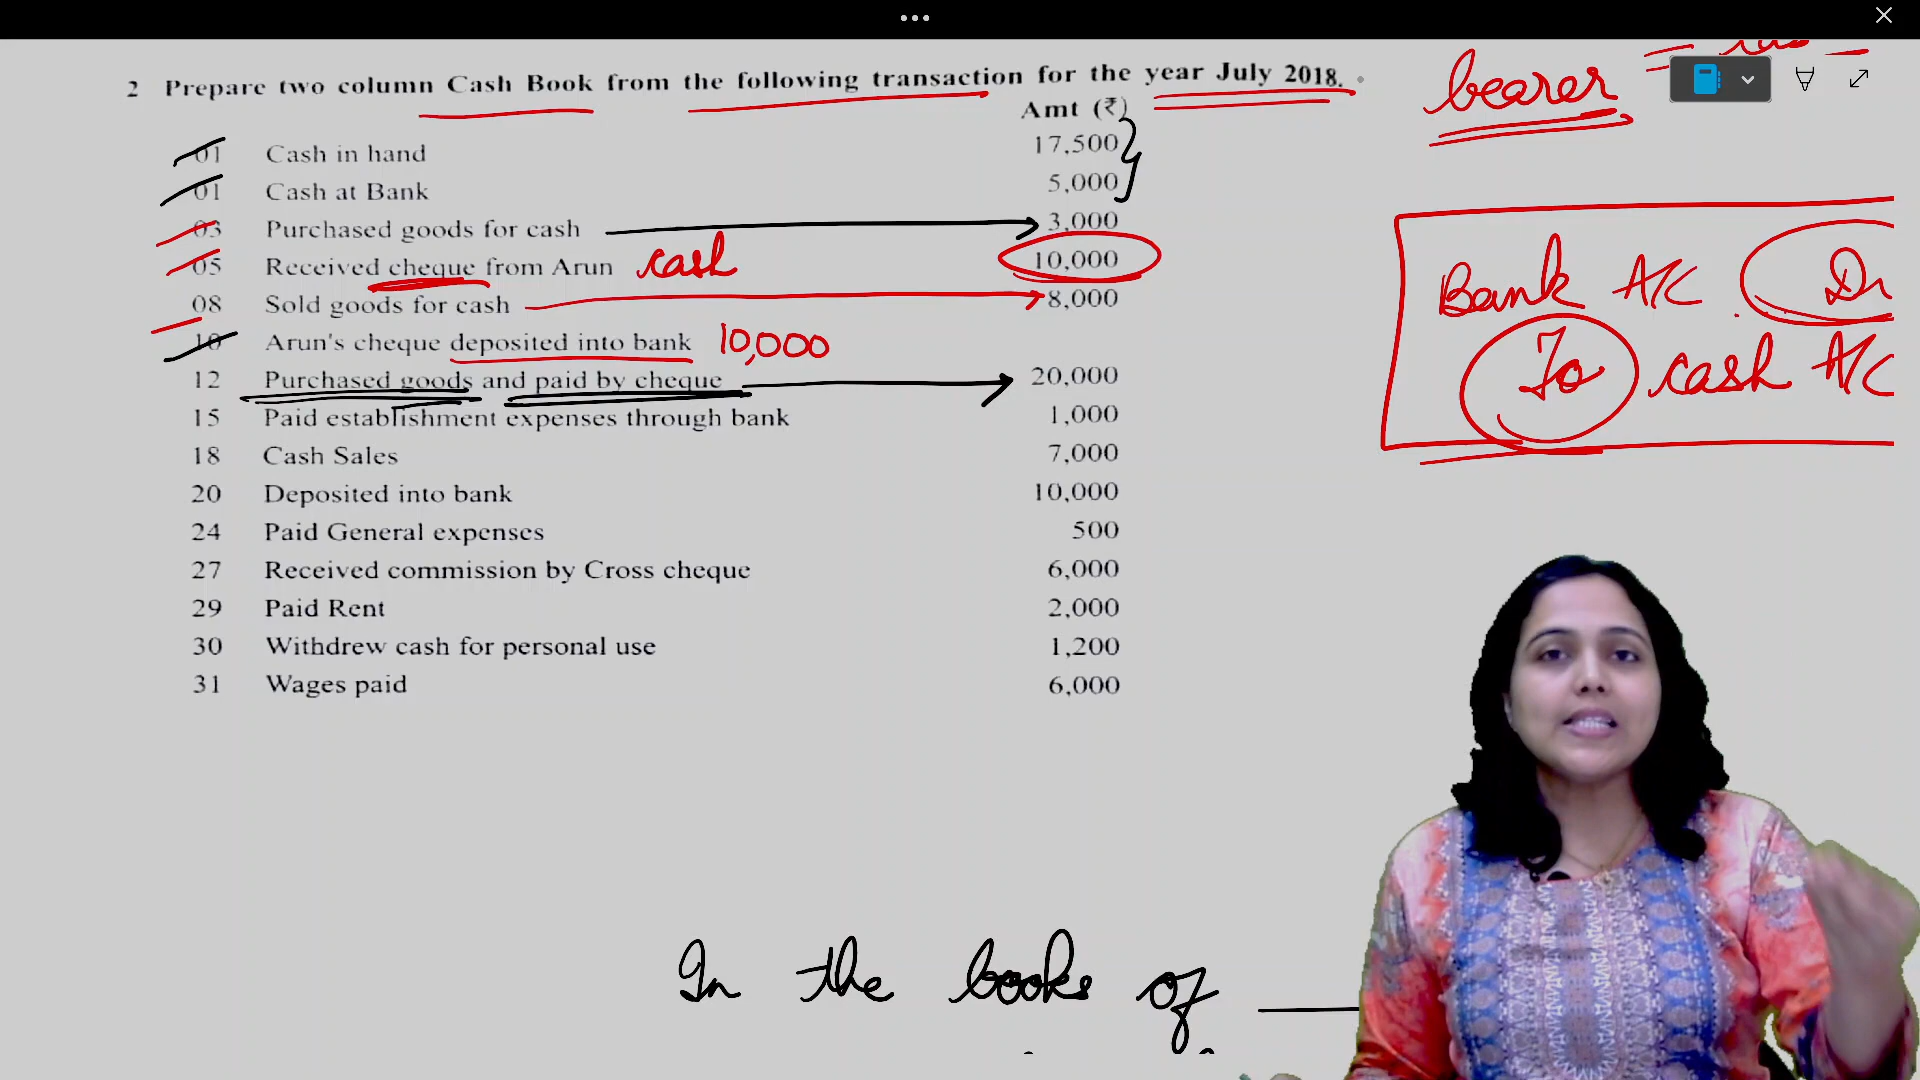 2 Prepare two column Cash Book from the following transaction for the year July 2018.
Amt (₹)
01 Cash in hand 17,500
01 Cash at Bank 5,000
03 Purchased goods for cash 3,000
05 Received cheque from Arun cash 10,000
08 Sold goods for cash 8,000
10 Arun's cheque deposited into bank 10,000
12 Purchased goods and paid by cheque 20,000
15 Paid establishment expenses through bank 1,000
18 Cash Sales 7,000
20 Deposited into bank 10,000
24 Paid General expenses 500
27 Received commission by Cross cheque 6,000
29 Paid Rent 2,000
30 Withdrew cash for personal use 1,200
31 Wages paid 6,000
bearer
Bank A/C Dr
To cash A/C
In the books of